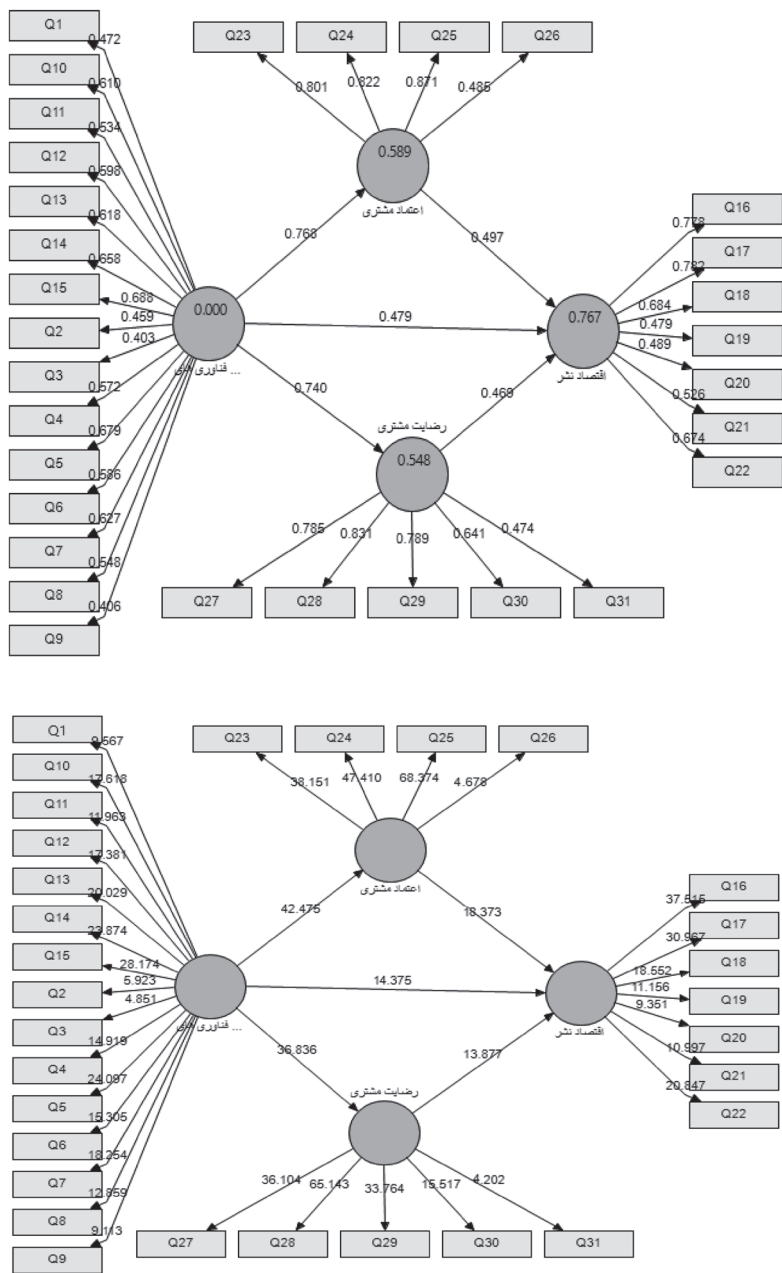 Q1
Q10
Q11
Q12
Q13
Q14
Q15
Q2
Q3
Q4
Q5
Q6
Q7
Q8
Q9
0.472
0.610
0.534
0.598
0.618
0.658
0.688
0.459
0.403
0.572
0.679
0.586
0.627
0.548
0.406
Q23
Q24
Q25
Q26
0.801
0.822
0.871
0.485
0.589
اعتماد مشتری
0.768
0.497
0.000
فناوری های ...
0.479
0.767
اقتصاد نشر
0.740
0.469
رضایت مشتری
0.548
0.778
0.782
0.684
0.479
0.489
0.526
0.674
Q16
Q17
Q18
Q19
Q20
Q21
Q22
0.785
0.831
0.789
0.641
0.474
Q27
Q28
Q29
Q30
Q31
Q1
Q10
Q11
Q12
Q13
Q14
Q15
Q2
Q3
Q4
Q5
Q6
Q7
Q8
Q9
9.567
17.618
11.963
17.381
20.029
23.874
28.174
5.923
4.851
14.919
24.097
15.305
18.254
12.859
9.113
Q23
Q24
Q25
Q26
38.151
47.410
68.374
4.678
اعتماد مشتری
42.475
18.373
فناوری های ...
14.375
اقتصاد نشر
36.836
13.877
رضایت مشتری
37.515
30.967
18.552
11.156
9.351
10.997
20.847
Q16
Q17
Q18
Q19
Q20
Q21
Q22
36.104
65.143
33.764
15.517
4.202
Q27
Q28
Q29
Q30
Q31